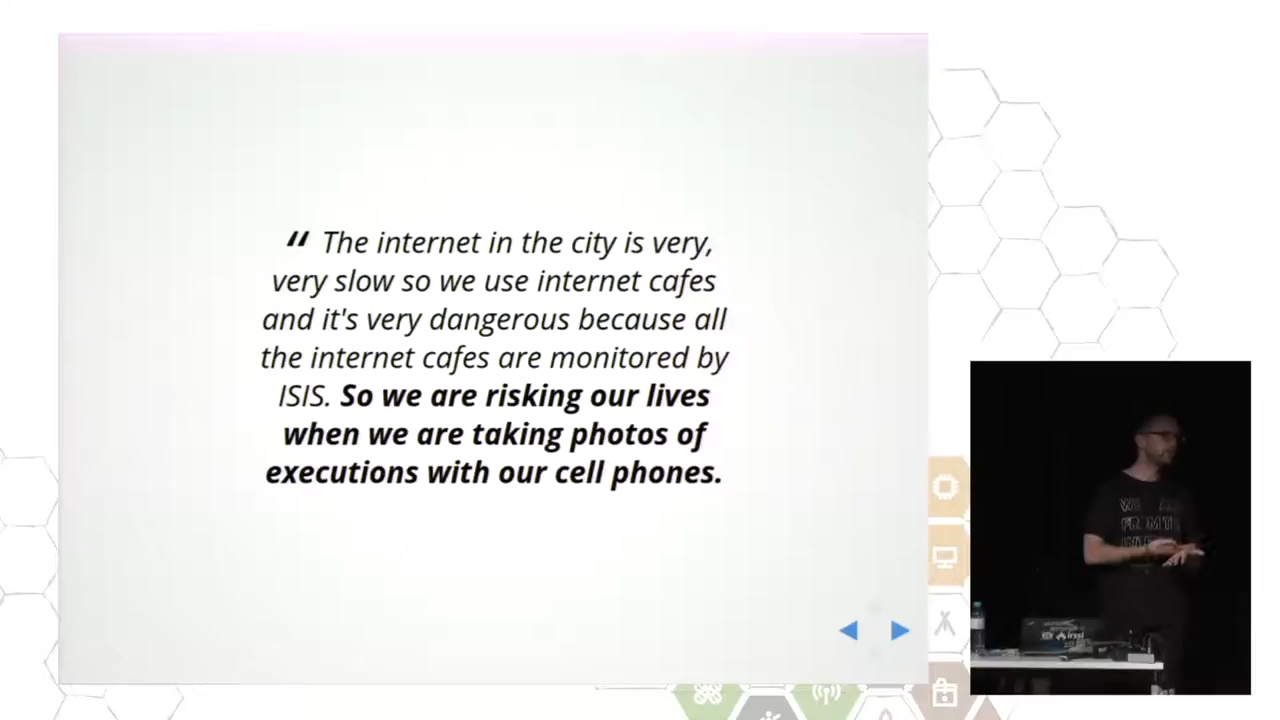 “ The internet in the city is very,
very slow so we use internet cafes
and it's very dangerous because all
the internet cafes are monitored by
ISIS. So we are risking our lives
when we are taking photos of
executions with our cell phones.
irssi